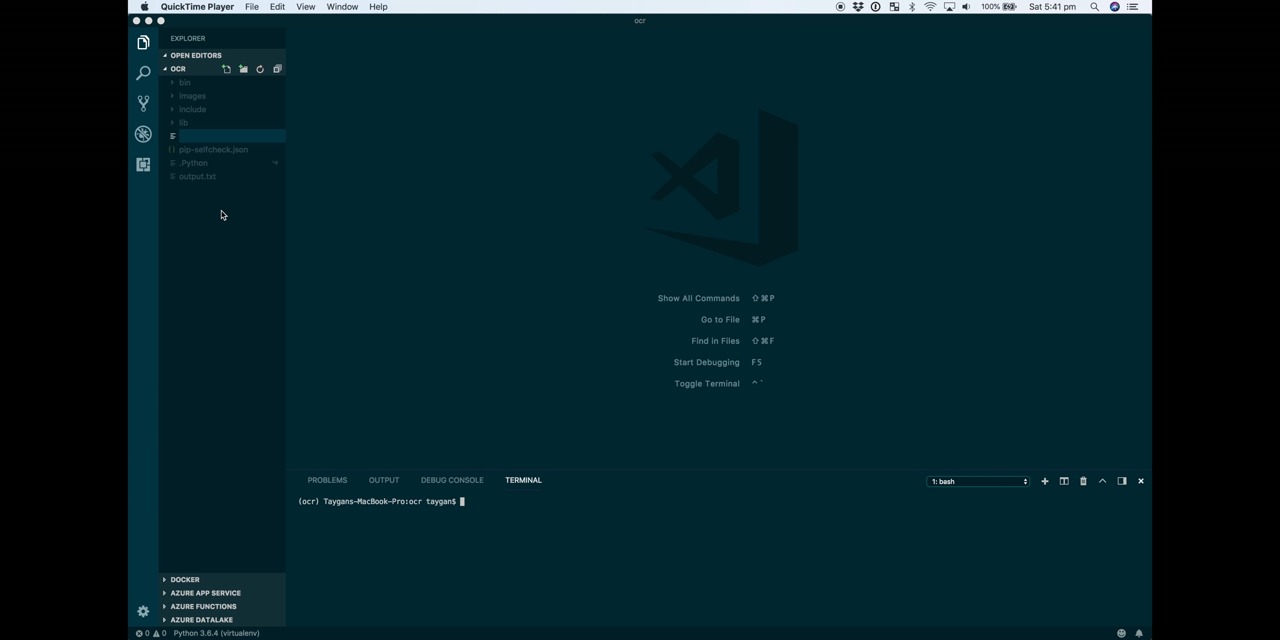 QuickTime Player File Edit View Window Help 100% Sat 5:41 pm
ocr
EXPLORER
OPEN EDITORS
OCR
bin
images
include
lib
pip-selfcheck.json
.Python
output.txt
Show All Commands ⇧⌘P
Go to File ⌘P
Find in Files ⇧⌘F
Start Debugging F5
Toggle Terminal ⌃`
PROBLEMS OUTPUT DEBUG CONSOLE TERMINAL 1: bash
(ocr) Taygans-MacBook-Pro:ocr taygan$
DOCKER
AZURE APP SERVICE
AZURE FUNCTIONS
AZURE DATALAKE
0 0 Python 3.6.4 (virtualenv)